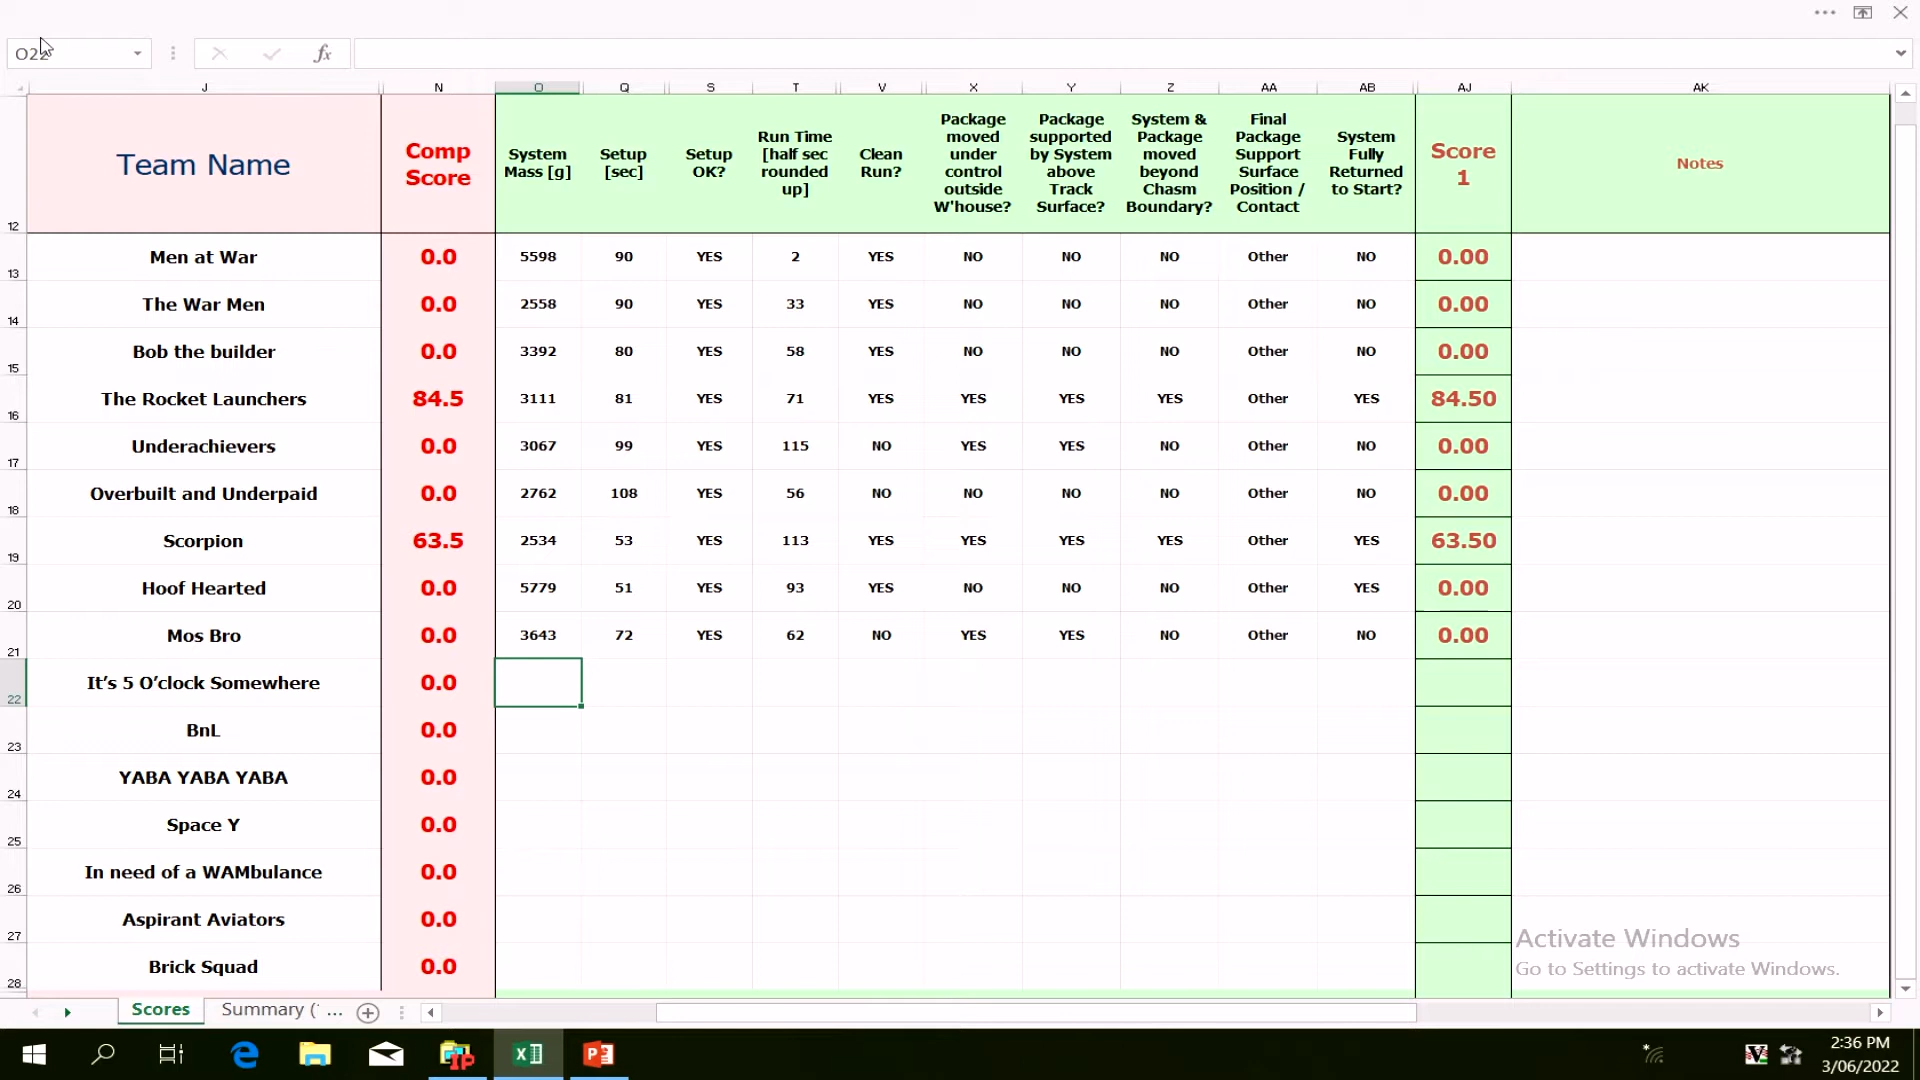 O22
fx
J N O Q S T V X Y Z AA AB AJ AK
Team Name
Comp
Score
System
Mass [g]
Setup
[sec]
Setup
OK?
Run Time
[half sec
rounded
up]
Clean
Run?
Package
moved
under
control
outside
W'house?
Package
supported
by System
above
Track
Surface?
System &
Package
moved
beyond
Chasm
Boundary?
Final
Package
Support
Surface
Position /
Contact
System
Fully
Returned
to Start?
Score
1
Notes
12
13 Men at War 0.0 5598 90 YES 2 YES NO NO NO Other NO 0.00
14 The War Men 0.0 2558 90 YES 33 YES NO NO NO Other NO 0.00
15 Bob the builder 0.0 3392 80 YES 58 YES NO NO NO Other NO 0.00
16 The Rocket Launchers 84.5 3111 81 YES 71 YES YES YES YES Other YES 84.50
17 Underachievers 0.0 3067 99 YES 115 NO YES YES NO Other NO 0.00
18 Overbuilt and Underpaid 0.0 2762 108 YES 56 NO NO NO NO Other NO 0.00
19 Scorpion 63.5 2534 53 YES 113 YES YES YES YES Other YES 63.50
20 Hoof Hearted 0.0 5779 51 YES 93 YES NO NO NO Other YES 0.00
21 Mos Bro 0.0 3643 72 YES 62 NO YES YES NO Other NO 0.00
22 It’s 5 O’clock Somewhere 0.0
23 BnL 0.0
24 YABA YABA YABA 0.0
25 Space Y 0.0
26 In need of a WAMbulance 0.0
27 Aspirant Aviators 0.0
28 Brick Squad 0.0
Activate Windows
Go to Settings to activate Windows.
Scores Summary (' ...
2:36 PM
3/06/2022